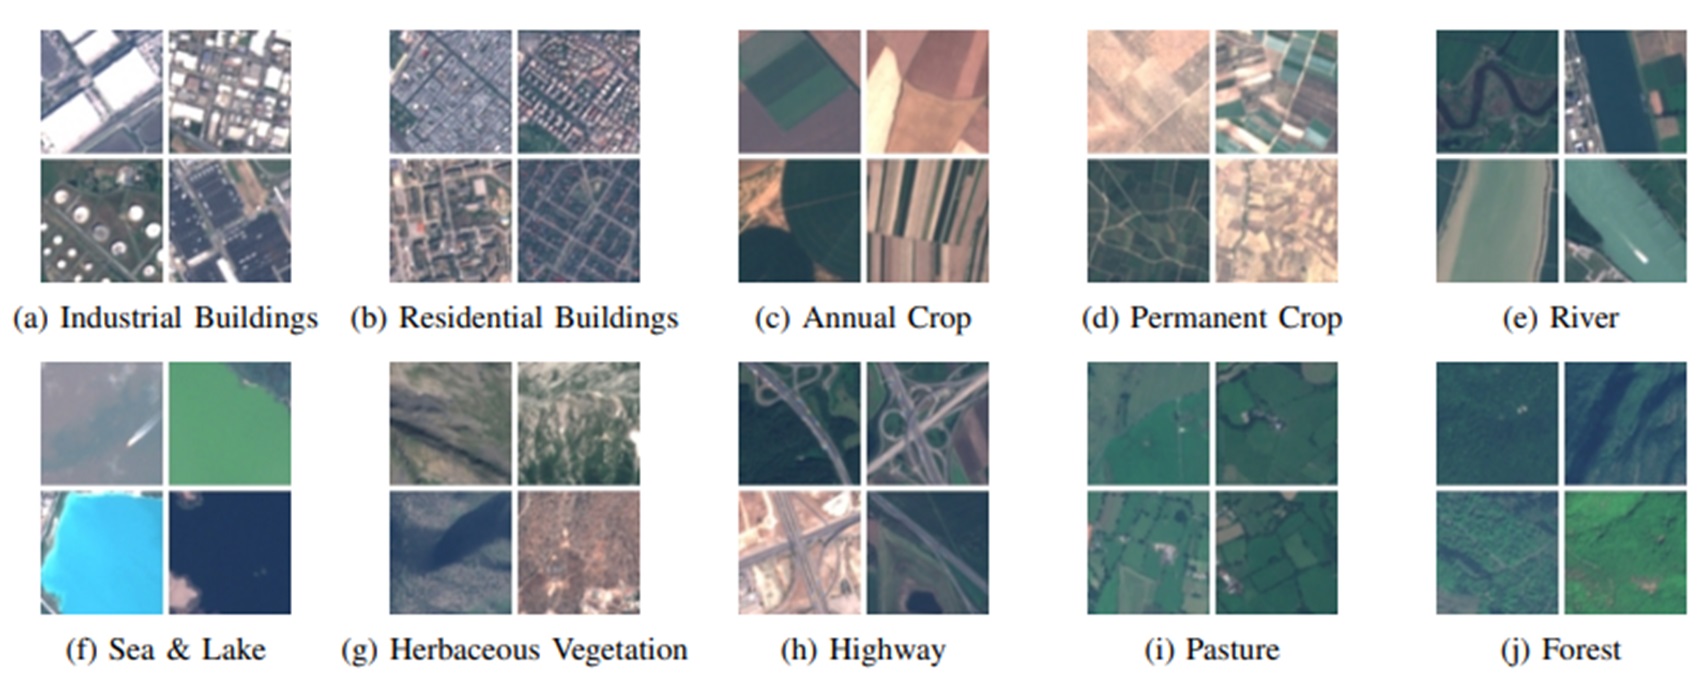 (a) Industrial Buildings (b) Residential Buildings (c) Annual Crop (d) Permanent Crop (e) River
(f) Sea & Lake (g) Herbaceous Vegetation (h) Highway (i) Pasture (j) Forest